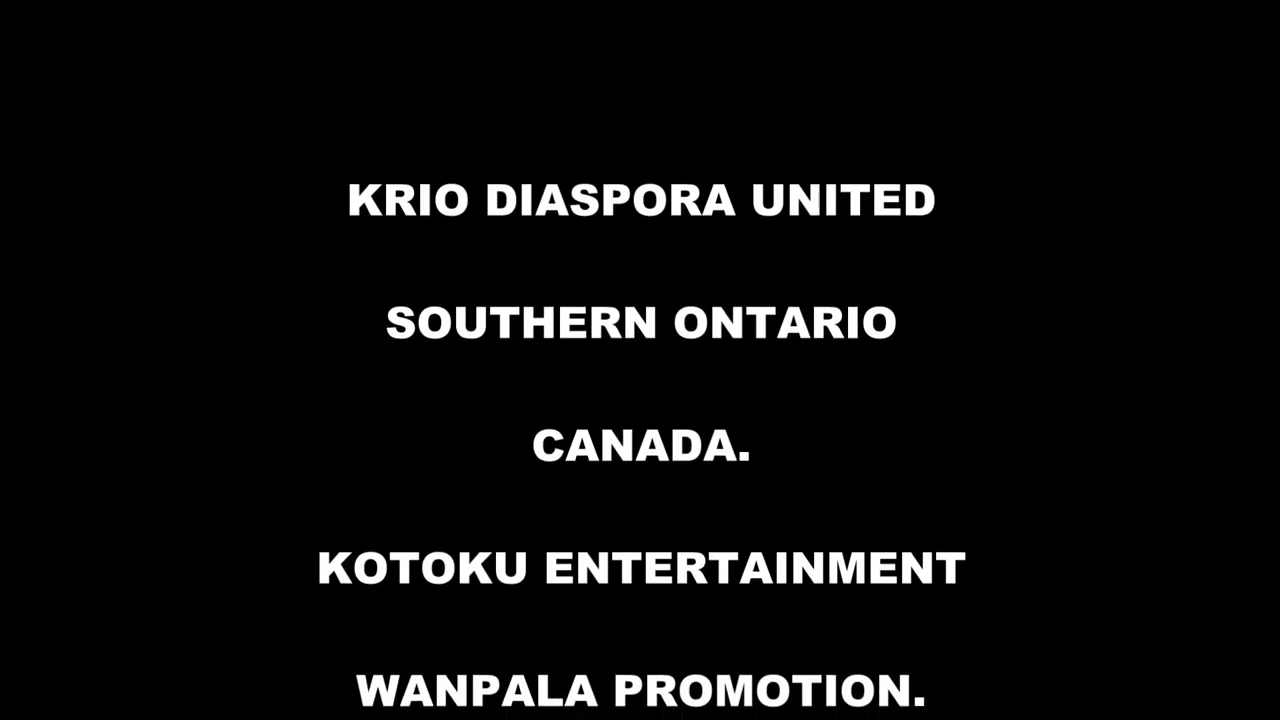 KRIO DIASPORA UNITED
SOUTHERN ONTARIO
CANADA.
KOTOKU ENTERTAINMENT
WANPALA PROMOTION.